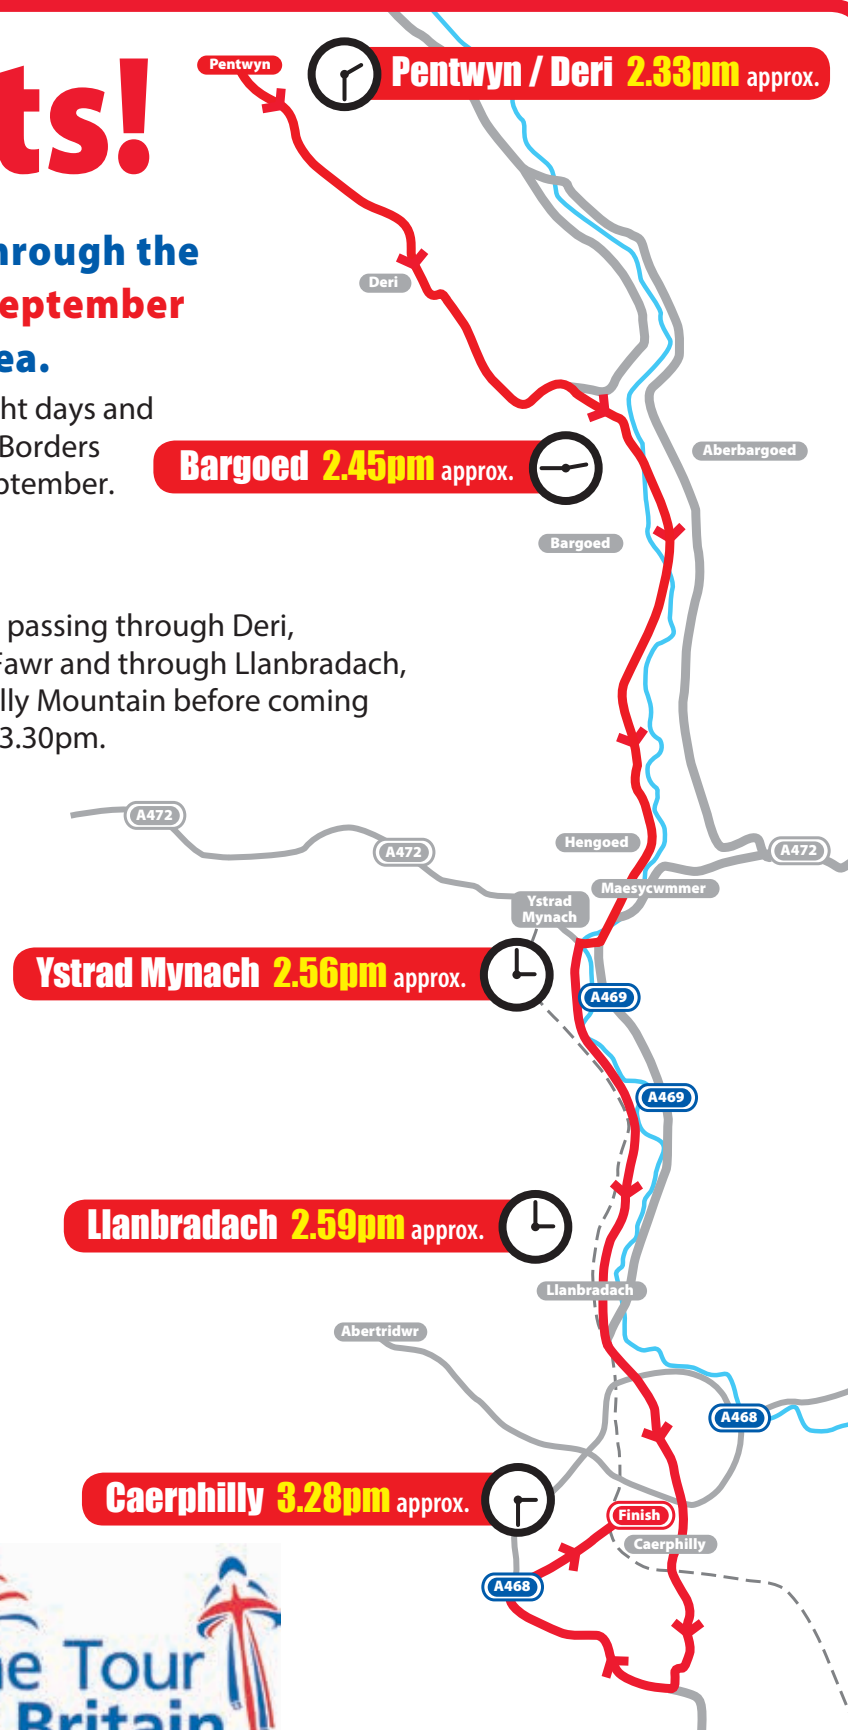 ts!
Pentwyn
Pentwyn / Deri 2.33pm approx.
hrough the
eptember
ea.
Deri
ht days and
Borders
ptember.
Bargoed 2.45pm approx.
Aberbargoed
Bargoed
passing through Deri,
Fawr and through Llanbradach,
lly Mountain before coming
3.30pm.
A472
A472
Hengoed
A472
Maesycwmmer
Ystrad
Mynach
Ystrad Mynach 2.56pm approx.
A469
A469
Llanbradach 2.59pm approx.
Llanbradach
Abertridwr
A468
Caerphilly 3.28pm approx.
Finish
Caerphilly
A468
e Tour
Britain